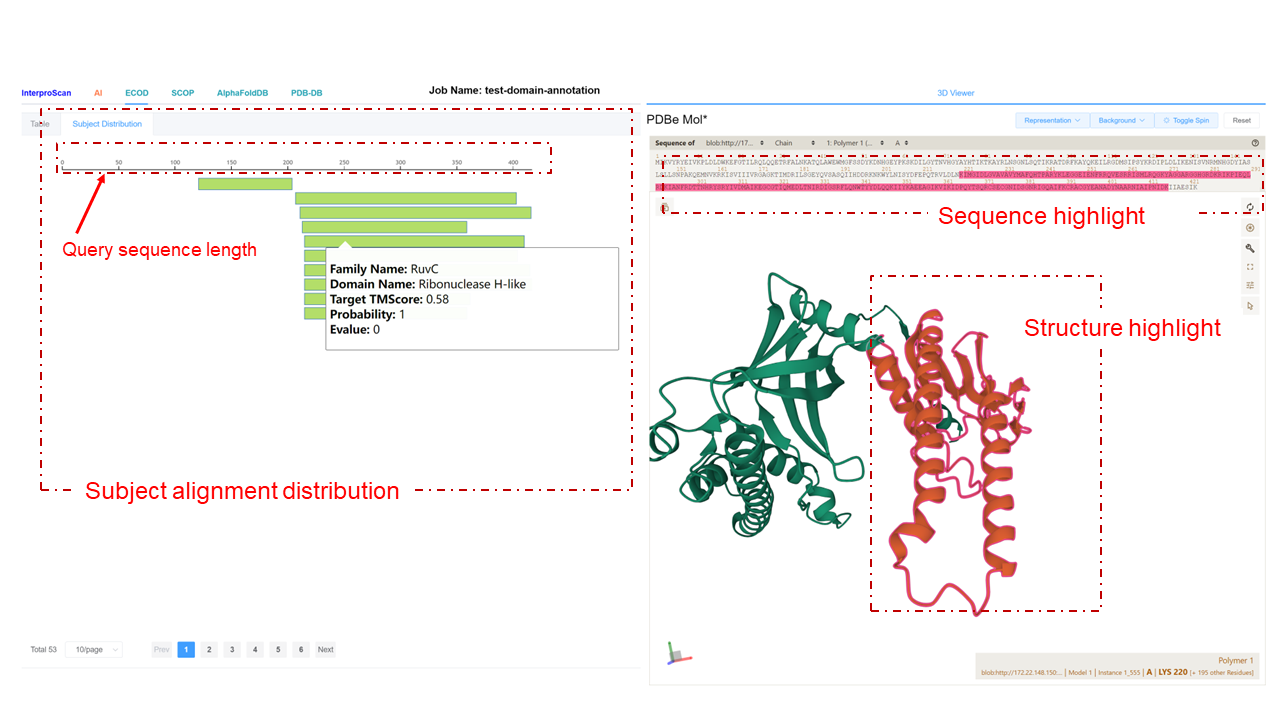 InterproScan AI ECOD SCOP AlphaFoldDB PDB-DB
Job Name: test-domain-annotation
Table Subject Distribution
0 50 100 150 200 250 300 350 400
Query sequence length
Family Name: RuvC
Domain Name: Ribonuclease H-like
Target TMScore: 0.58
Probability: 1
Evalue: 0
Subject alignment distribution
Total 53 10/page Prev 1 2 3 4 5 6 Next
3D Viewer
PDBe Mol*
Representation Background Toggle Spin Reset
Sequence of blob:http://17... Chain 1: Polymer 1 (... A
Sequence highlight
Structure highlight
Polymer 1
blob:http://172.22.148.150:... | Model 1 | Instance 1_555 | A | LYS 220 [+ 195 other Residues]